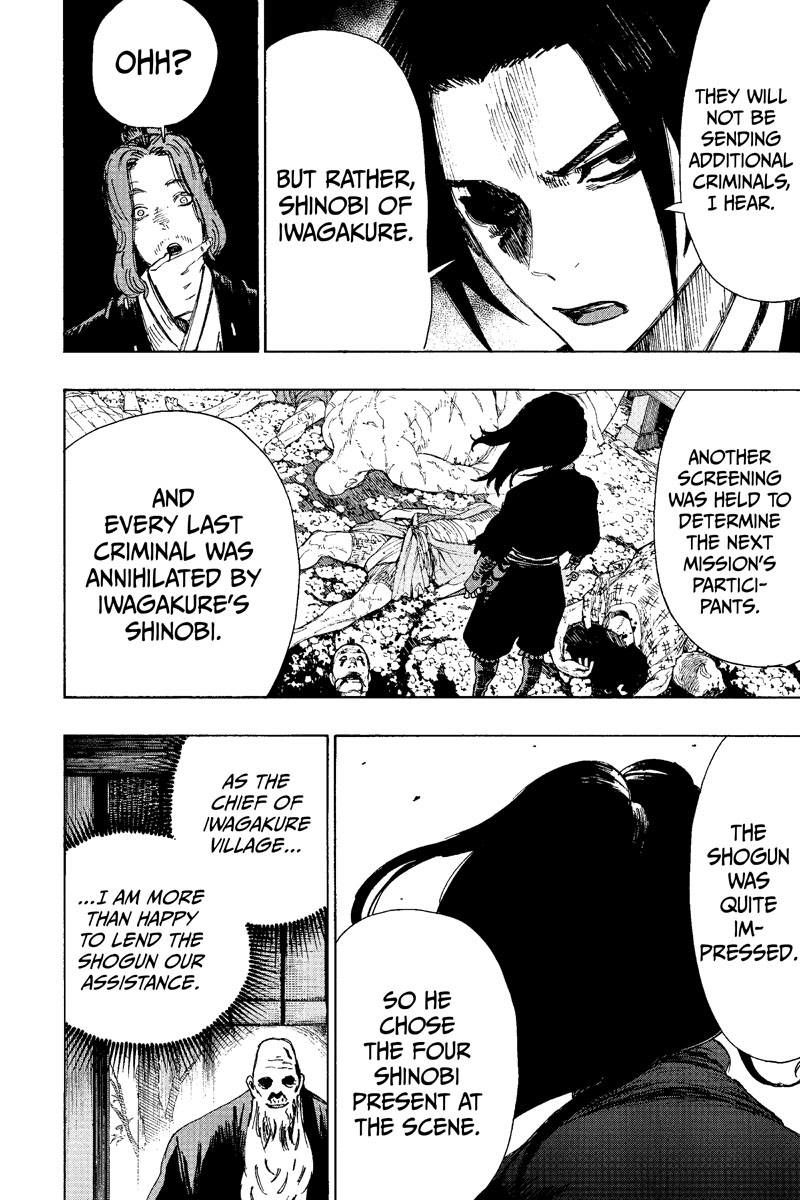 THEY WILL
NOT BE
SENDING
ADDITIONAL
CRIMINALS,
I HEAR.
BUT RATHER,
SHINOBI OF
IWAGAKURE.
OHH?
ANOTHER
SCREENING
WAS HELD TO
DETERMINE
THE NEXT
MISSION'S
PARTICI-
PANTS.
AND
EVERY LAST
CRIMINAL WAS
ANNIHILATED BY
IWAGAKURE'S
SHINOBI.
THE
SHOGUN
WAS
QUITE
IM-
PRESSED.
SO HE
CHOSE
THE FOUR
SHINOBI
PRESENT AT
THE SCENE.
AS THE
CHIEF OF
IWAGAKURE
VILLAGE...
...I AM MORE
THAN HAPPY
TO LEND THE
SHOGUN OUR
ASSISTANCE.